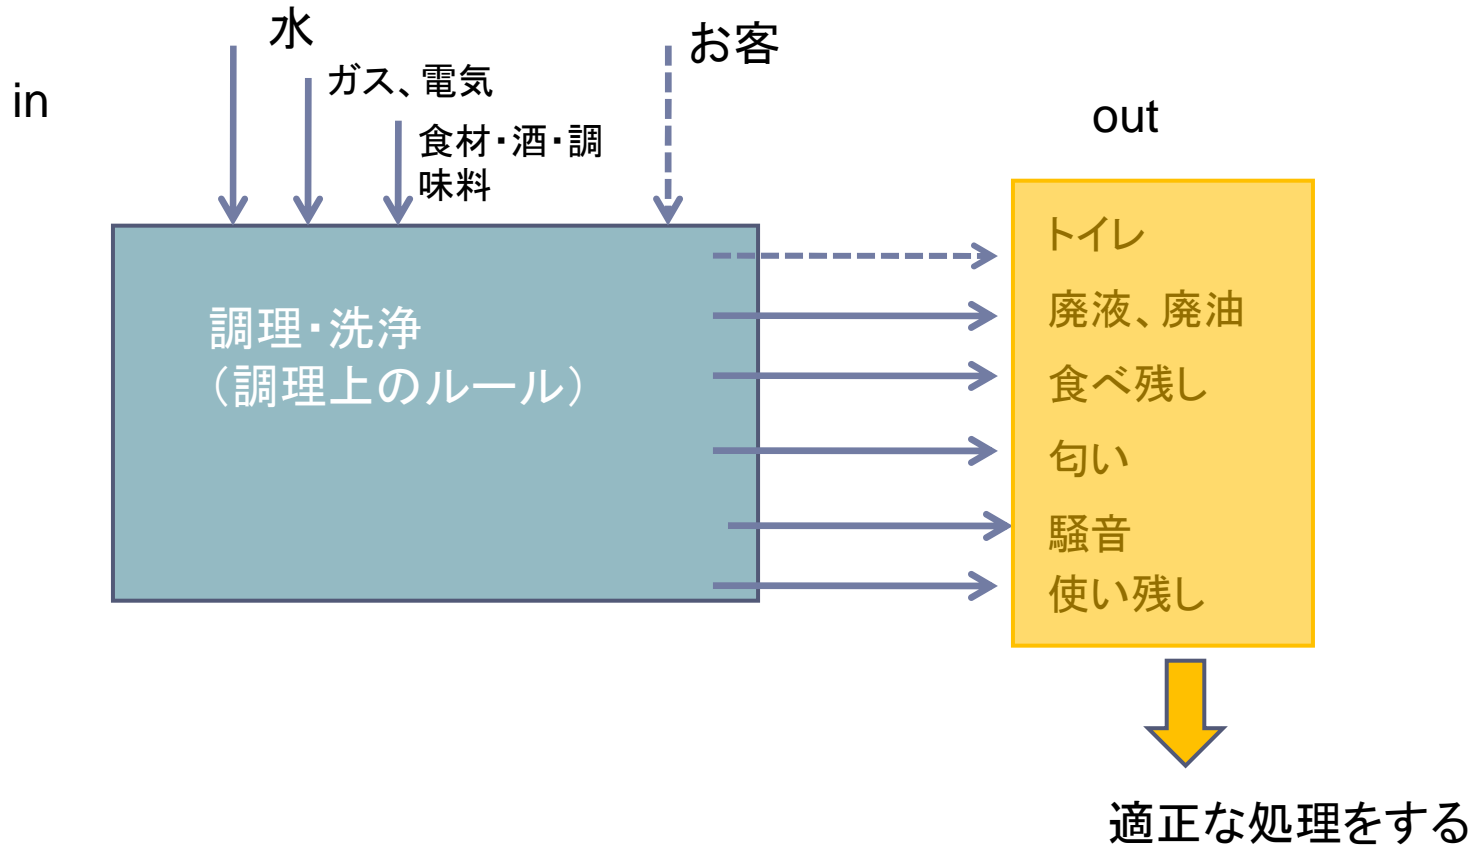 in
水
ガス、電気
食材・酒・調
味料
お客
out
調理・洗浄
（調理上のルール）
トイレ
廃液、廃油
食べ残し
匂い
騒音
使い残し
適正な処理をする